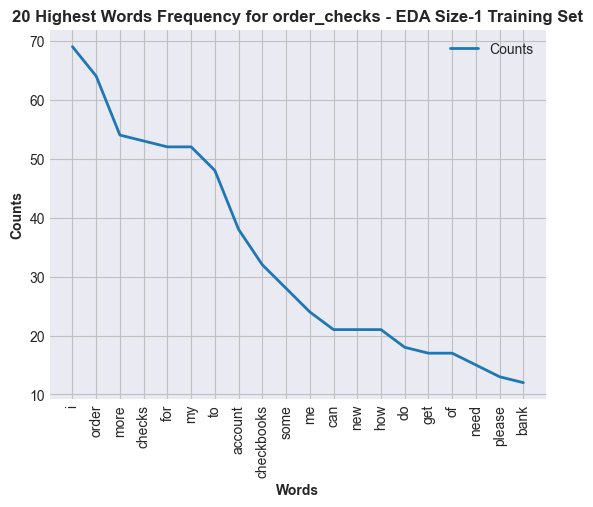 20 Highest Words Frequency for order_checks - EDA Size-1 Training Set
Counts
70
60
50
40
30
20
10
Counts
i
order
more
checks
for
my
to
account
checkbooks
some
me
can
new
how
do
get
of
need
please
bank
Words